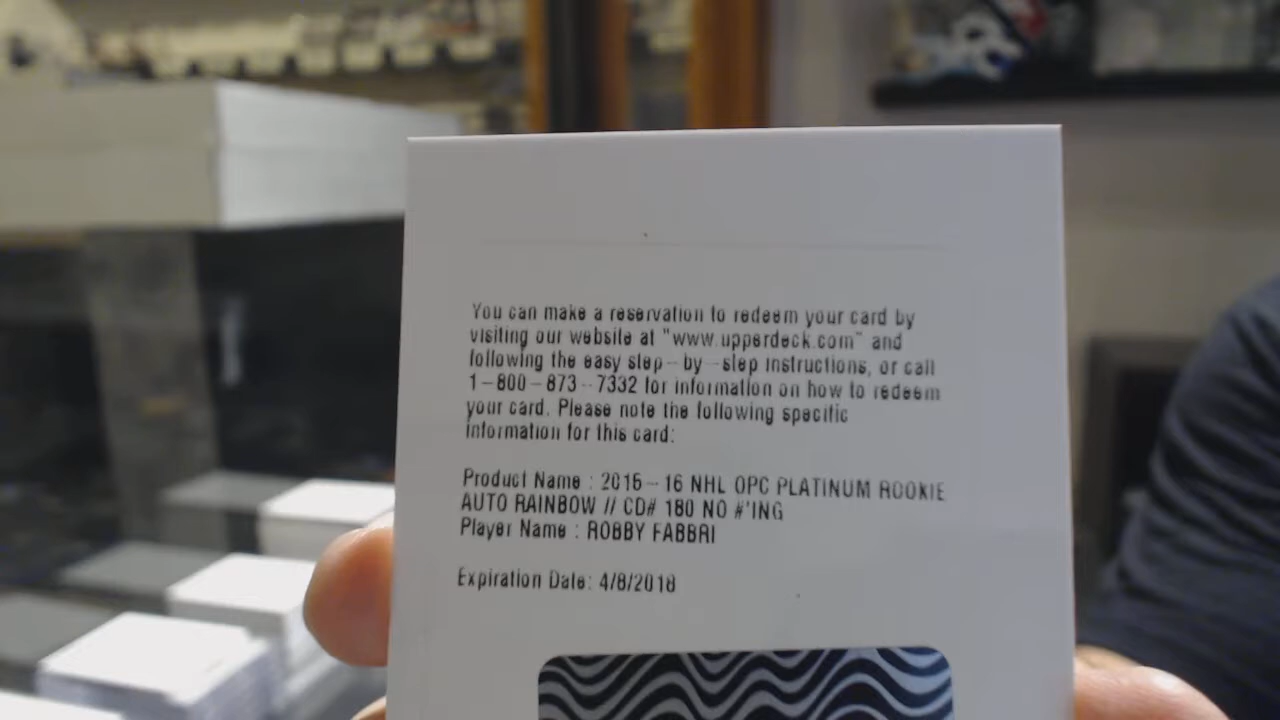 You can make a reservation to redeem your card by
visiting our website at "www.upperdeck.com" and
following the easy step-by-step instructions, or call
1-800-873-7332 for information on how to redeem
your card. Please note the following specific
information for this card:
Product Name : 2015-16 NHL OPC PLATINUM ROOKIE
AUTO RAINBOW // CD# 180 NO #'ING
Player Name : ROBBY FABBRI
Expiration Date: 4/8/2018